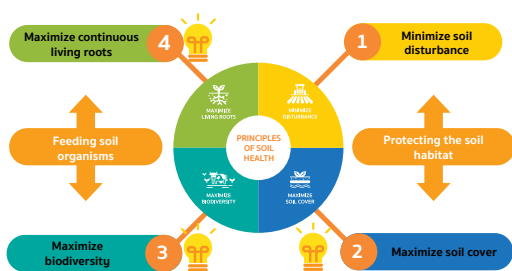 Maximize continuous
living roots
4
1
Minimize soil
disturbance
MAXIMIZE
LIVING ROOTS
MINIMIZE
DISTURBANCE
Feeding soil
organisms
PRINCIPLES
OF SOIL
HEALTH
Protecting the soil
habitat
MAXIMIZE
BIODIVERSITY
MAXIMIZE
SOIL COVER
Maximize
biodiversity
3
2
Maximize soil cover